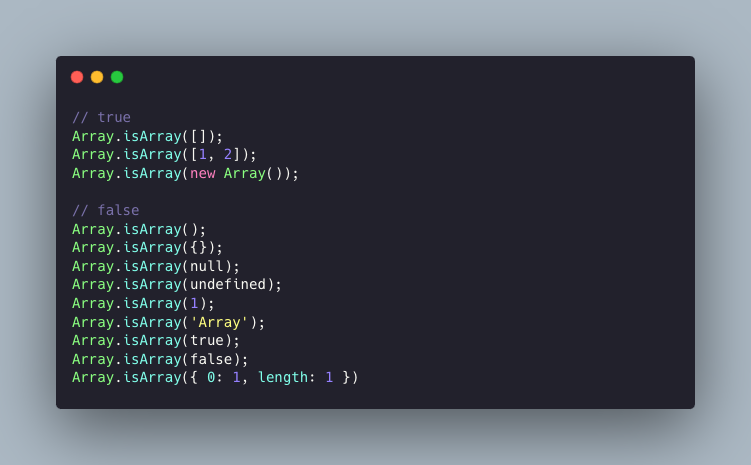 // true
Array.isArray([]);
Array.isArray([1, 2]);
Array.isArray(new Array());
// false
Array.isArray();
Array.isArray({});
Array.isArray(null);
Array.isArray(undefined);
Array.isArray(1);
Array.isArray('Array');
Array.isArray(true);
Array.isArray(false);
Array.isArray({ 0: 1, length: 1 })